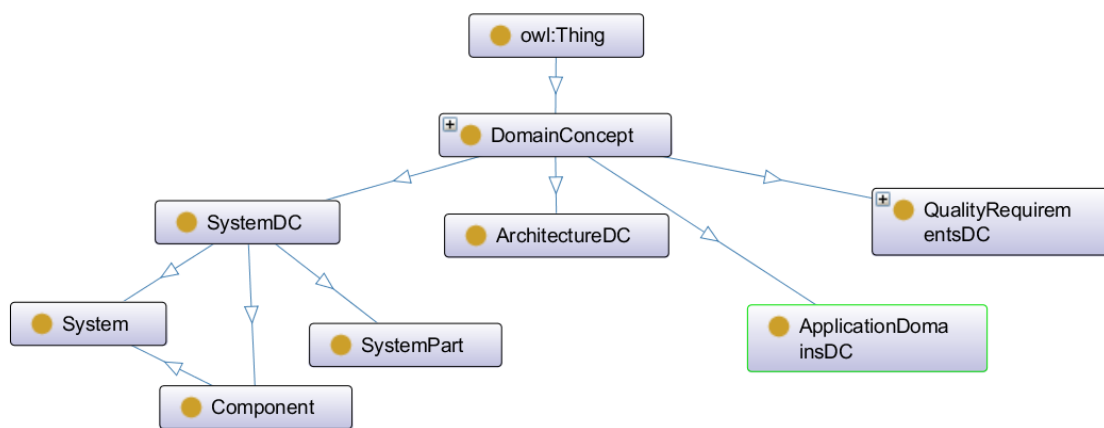 owl:Thing
DomainConcept
SystemDC
ArchitectureDC
QualityRequirem
entsDC
System
SystemPart
ApplicationDoma
insDC
Component